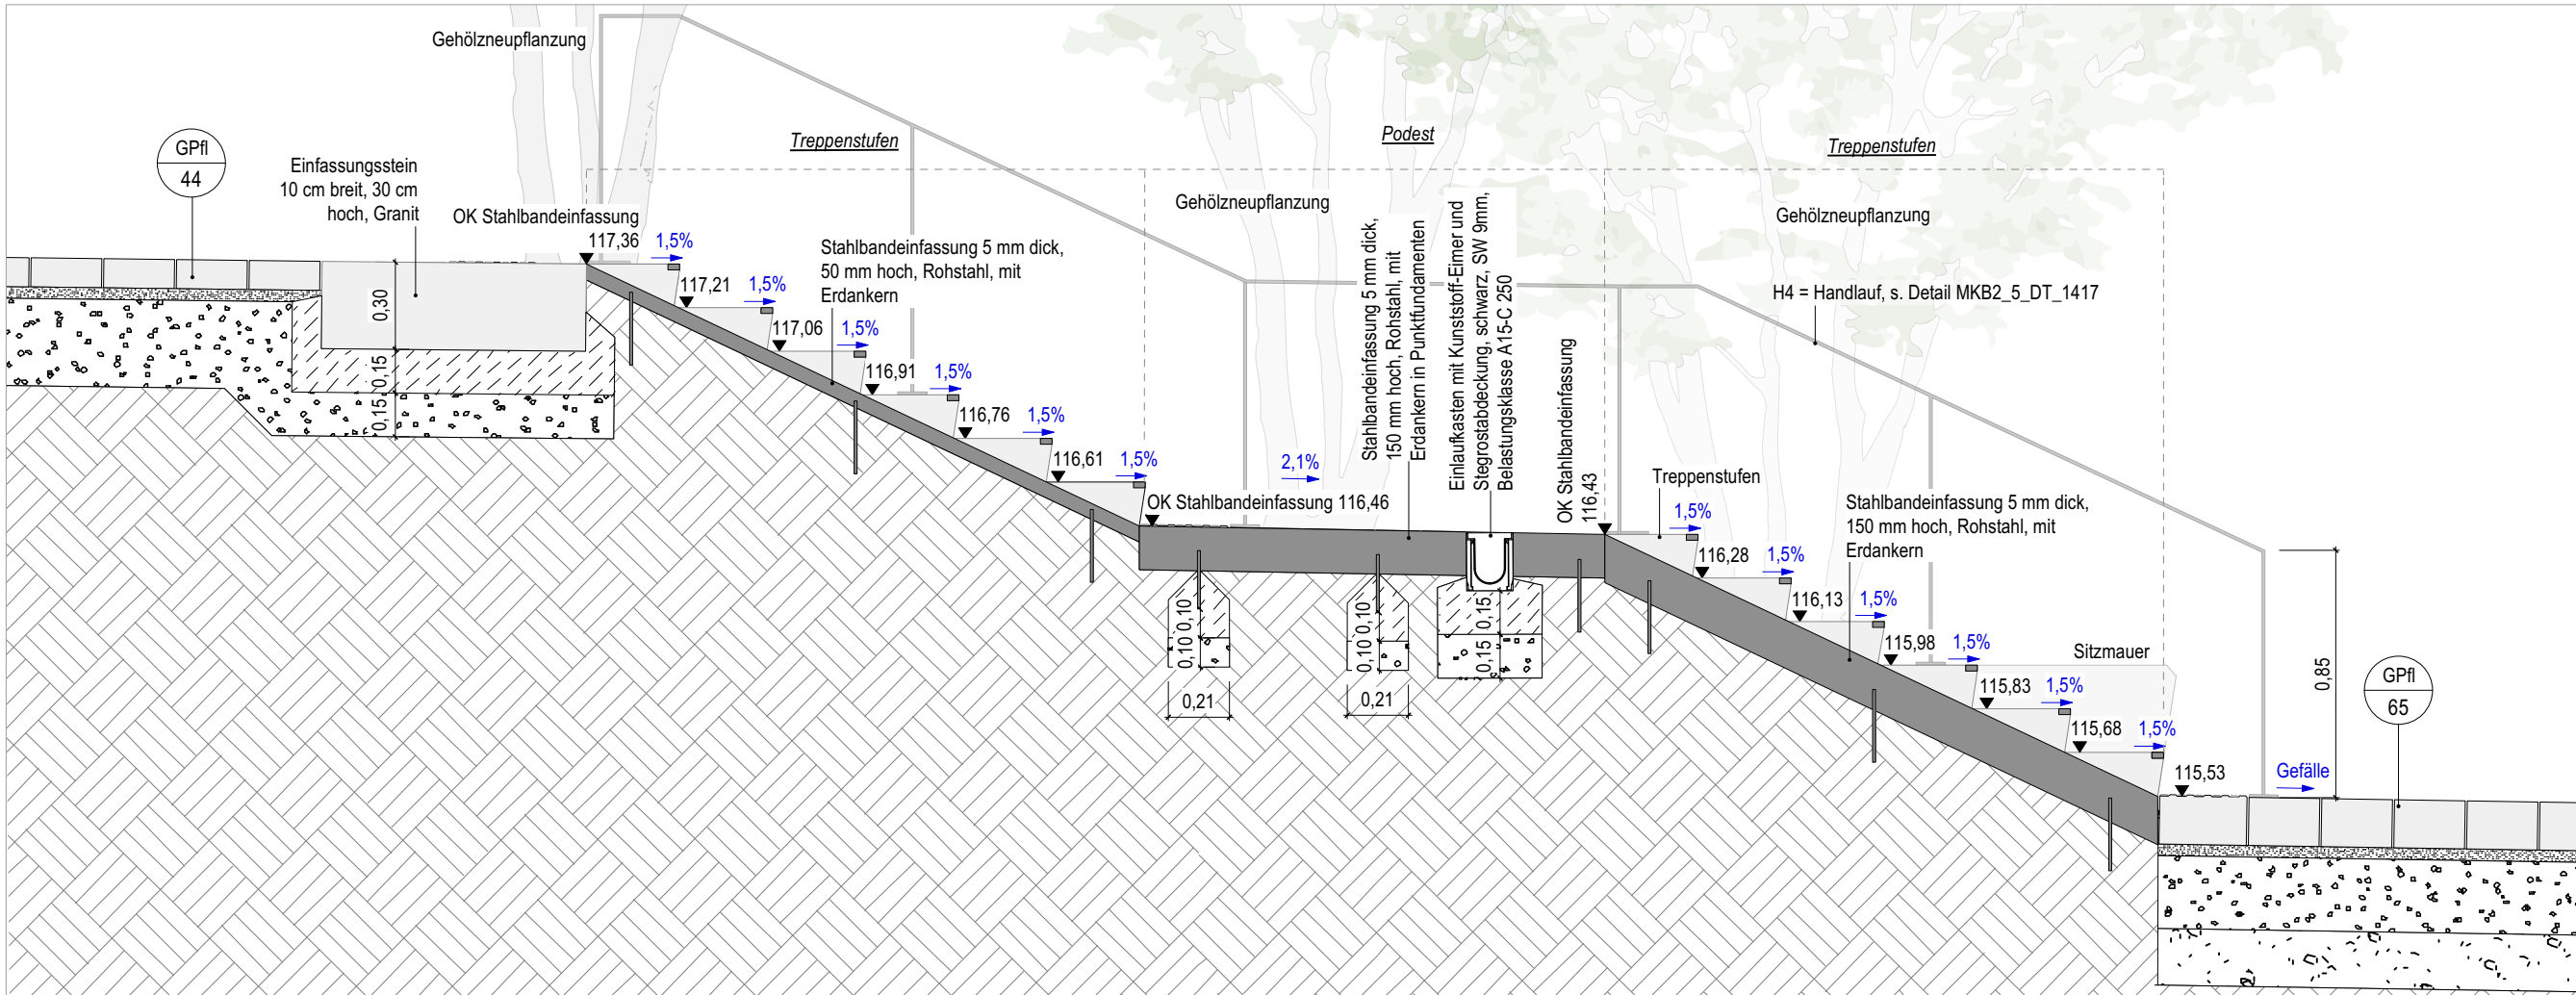 Gehölzneupflanzung
GPfl
44
Einfassungsstein
10 cm breit, 30 cm
hoch, Granit
OK Stahlbandeinfassung
117,36
1,5%
Treppenstufen
Podest
Treppenstufen
Stahlbandeinfassung 5 mm dick,
50 mm hoch, Rohstahl, mit
Erdankern
117,21
1,5%
117,06
1,5%
116,91
1,5%
116,76
1,5%
116,61
1,5%
0,30
0,15
0,15
Gehölzneupflanzung
2,1%
OK Stahlbandeinfassung 116,46
Stahlbandeinfassung 5 mm dick,
150 mm hoch, Rohstahl, mit
Erdankern in Punktfundamenten
Einlaufkasten mit Kunststoff-Eimer und
Stegrostabdeckung, schwarz, SW 9mm,
Belastungsklasse A15-C 250
OK Stahlbandeinfassung
116,43
0,10
0,10
0,21
0,10
0,10
0,21
0,15
0,15
Gehölzneupflanzung
H4 = Handlauf, s. Detail MKB2_5_DT_1417
Treppenstufen
1,5%
Stahlbandeinfassung 5 mm dick,
150 mm hoch, Rohstahl, mit
Erdankern
116,28
1,5%
116,13
1,5%
115,98
1,5%
Sitzmauer
115,83
1,5%
115,68
1,5%
115,53
Gefälle
0,85
GPfl
65